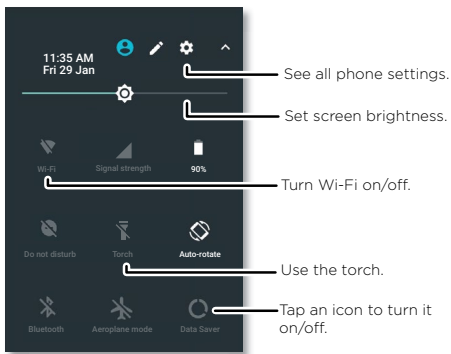 11:35 AM
Fri 29 Jan
See all phone settings.
Set screen brightness.
Wi-Fi
Signal strength
90%
Turn Wi-Fi on/off.
Do not disturb
Torch
Auto-rotate
Use the torch.
Tap an icon to turn it
on/off.
Bluetooth
Aeroplane mode
Data Saver